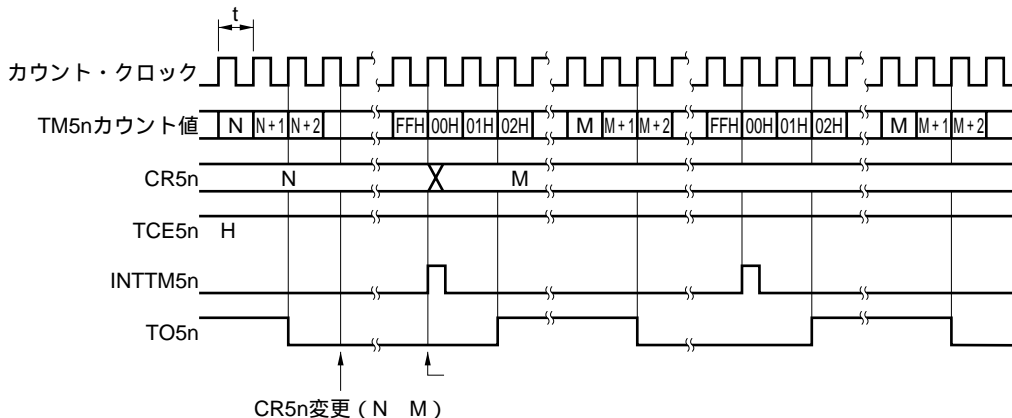 t
カウント・クロック
TM5nカウント値 N N+1 N+2 FFH 00H 01H 02H M M+1 M+2 FFH 00H 01H 02H M M+1 M+2
CR5n N M
TCE5n H
INTTM5n
TO5n
CR5n変更（N M）